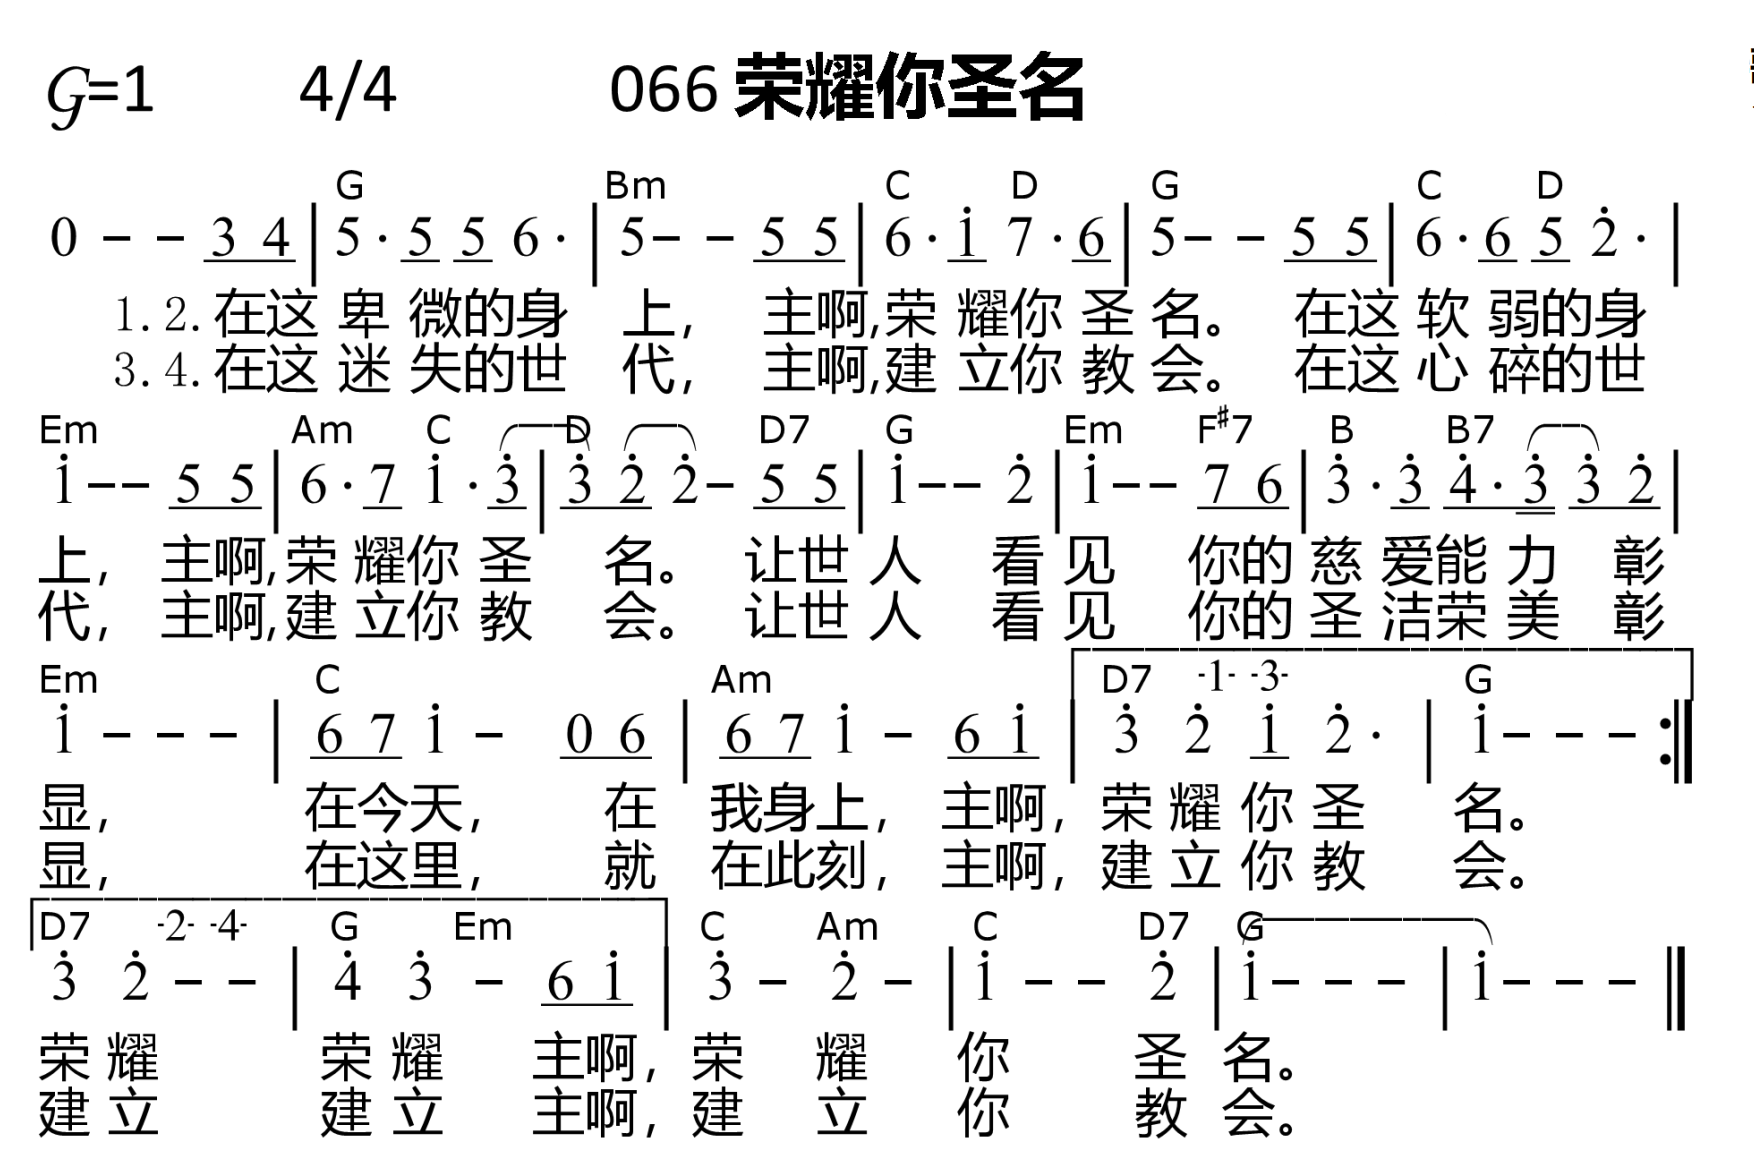 G=1 4/4 066 荣耀你圣名
G Bm C D G C D
0 - - 3 4 | 5 · 5 5 6 · | 5 - - 5 5 | 6 · i 7 · 6 | 5 - - 5 5 | 6 · 6 5 2̇ · |
1.2.在这 卑 微的身 上, 主啊,荣 耀你 圣 名。 在这 软 弱的身
3.4.在这 迷 失的世 代, 主啊,建 立你 教 会。 在这 心 碎的世
Em Am C D D7 G Em F♯7 B B7
i̇ - - 5 5 | 6 · 7 i̇ · 3̇ | 3̇ 2̇ 2̇ - 5 5 | i̇ - - 2̇ | i̇ - - 7 6 | 3̇ · 3̇ 4̇ · 3̇ 3̇ 2̇ |
上, 主啊,荣 耀你 圣 名。 让世 人 看 见 你的 慈 爱能 力 彰
代, 主啊,建 立你 教 会。 让世 人 看 见 你的 圣 洁荣 美 彰
Em C Am D7 -1- -3- G
i̇ - - - | 6 7 i̇ - 0 6 | 6 7 i̇ - 6 i̇ | 3̇ 2̇ i̇ 2̇ · | i̇ - - - :||
显, 在今天, 在 我身上, 主啊, 荣 耀 你 圣 名。
显, 在这里, 就 在此刻, 主啊, 建 立 你 教 会。
D7 -2- -4- G Em C Am C D7 G
3̇ 2̇ - - | 4̇ 3̇ - 6 i̇ | 3̇ - 2̇ - | i̇ - - 2̇ | i̇ - - - | i̇ - - - ||
荣 耀 荣 耀 主啊, 荣 耀 你 圣 名。
建 立 建 立 主啊, 建 立 你 教 会。